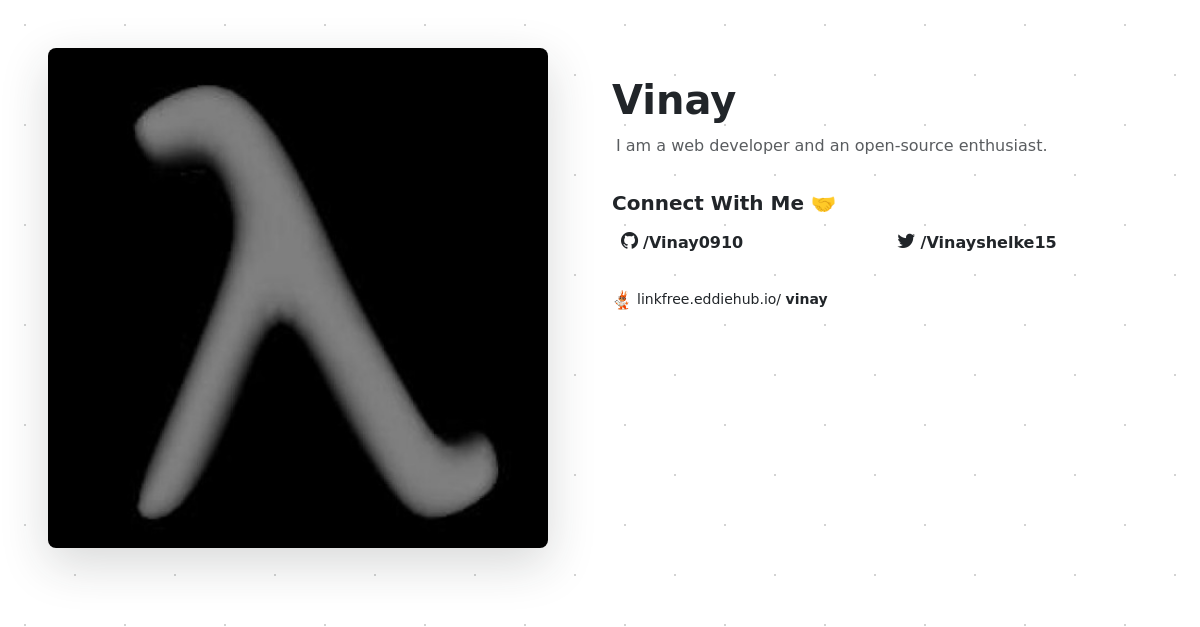 λ
Vinay
I am a web developer and an open-source enthusiast.
Connect With Me 🤝
/Vinay0910 /Vinayshelke15
linkfree.eddiehub.io/ vinay